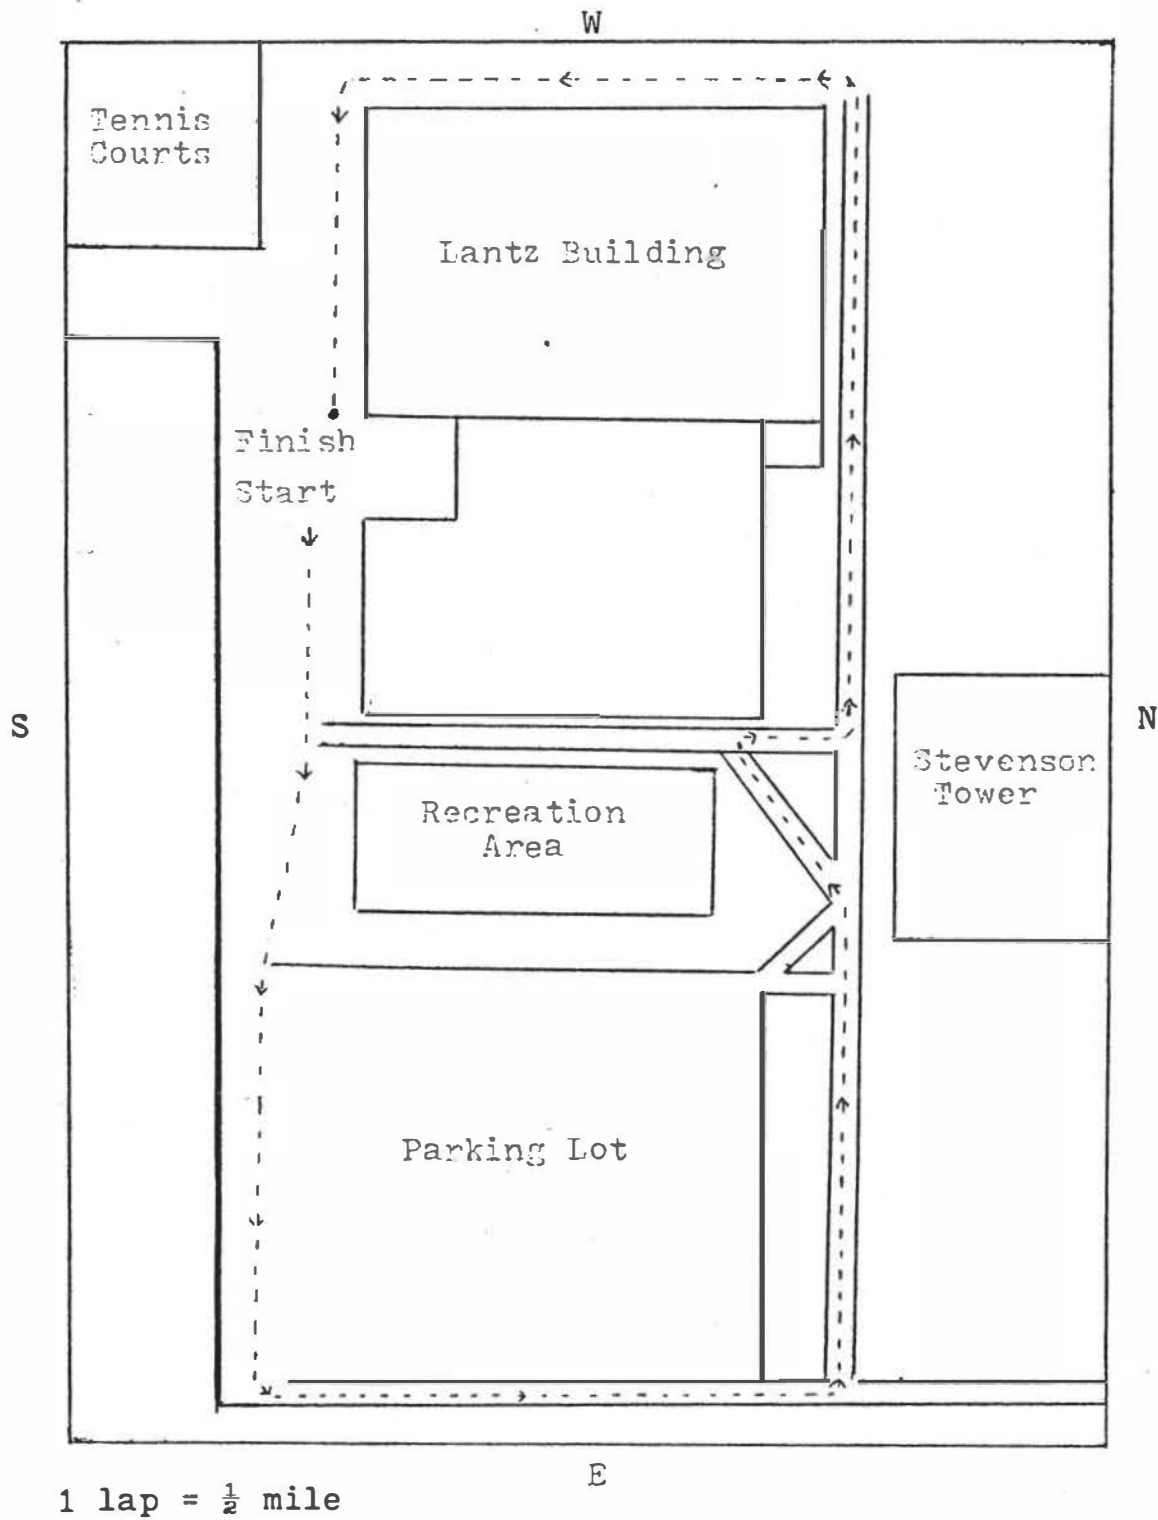 W
Tennis
Courts
Lantz Building
Finish
Start
S
N
Stevenson
Tower
Recreation
Area
Parking Lot
E
1 lap = ½ mile